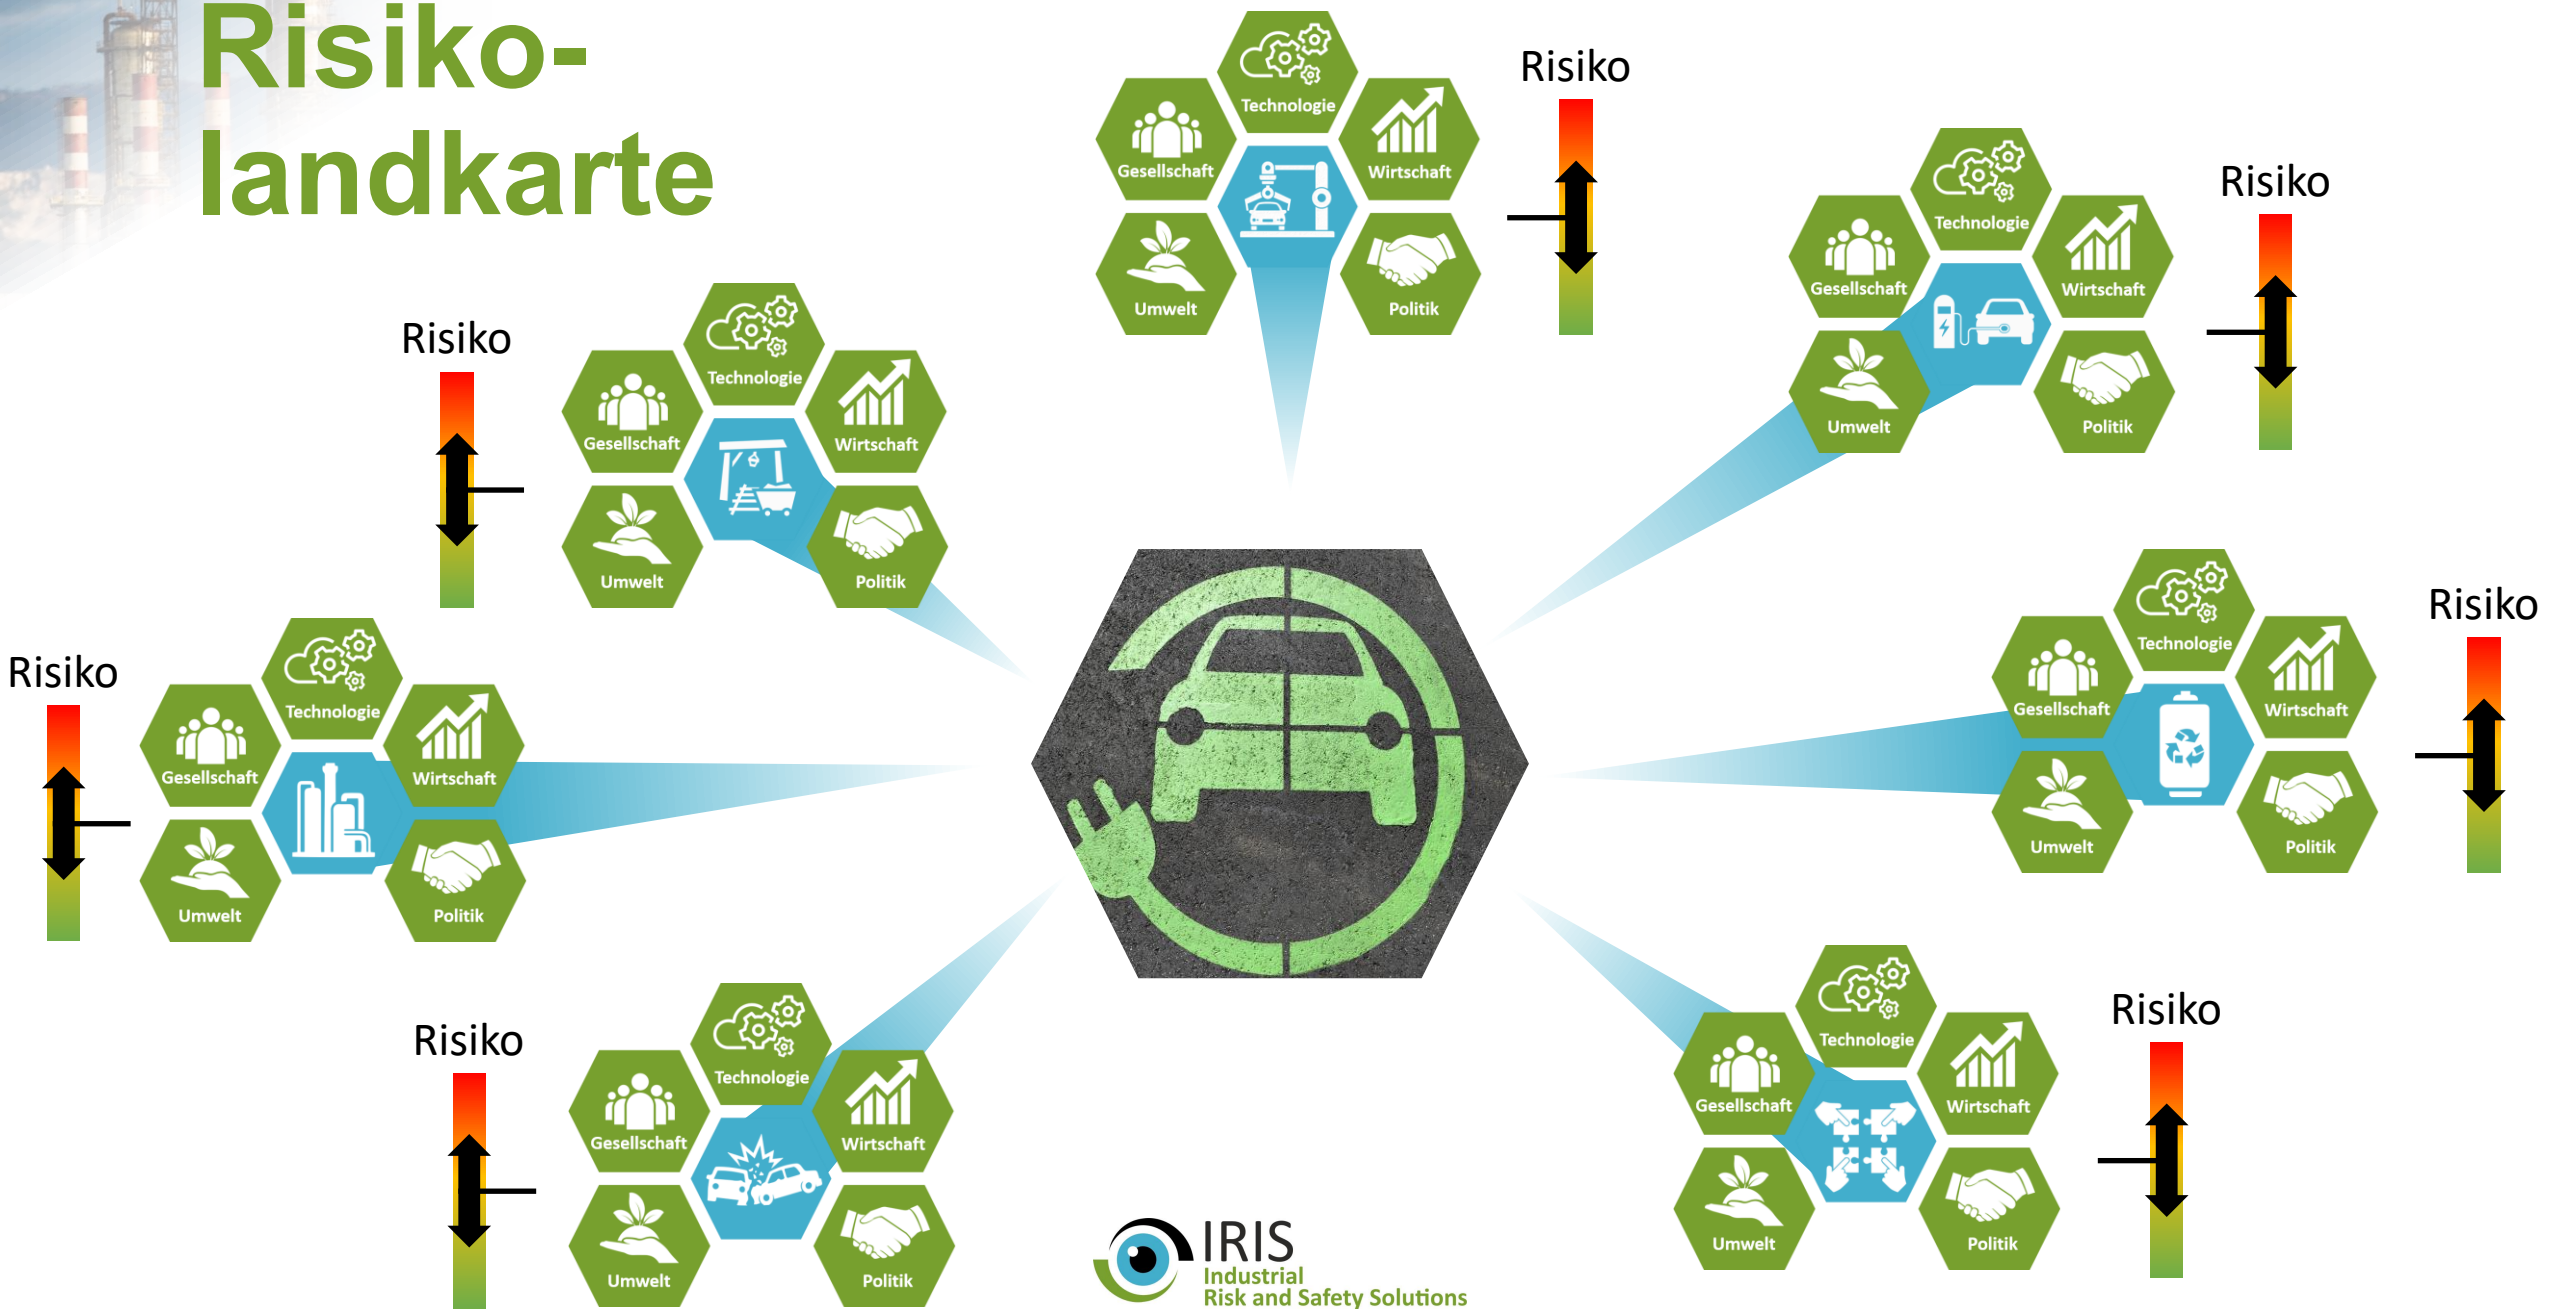 Risiko-
landkarte
Technologie
Gesellschaft
Wirtschaft
Umwelt
Politik
Risiko
Technologie
Gesellschaft
Wirtschaft
Umwelt
Politik
Risiko
Risiko
Technologie
Gesellschaft
Wirtschaft
Umwelt
Politik
Technologie
Gesellschaft
Wirtschaft
Umwelt
Politik
Risiko
Risiko
Technologie
Gesellschaft
Wirtschaft
Umwelt
Politik
Technologie
Gesellschaft
Wirtschaft
Umwelt
Politik
Risiko
Risiko
Technologie
Gesellschaft
Wirtschaft
Umwelt
Politik
IRIS
Industrial
Risk and Safety Solutions